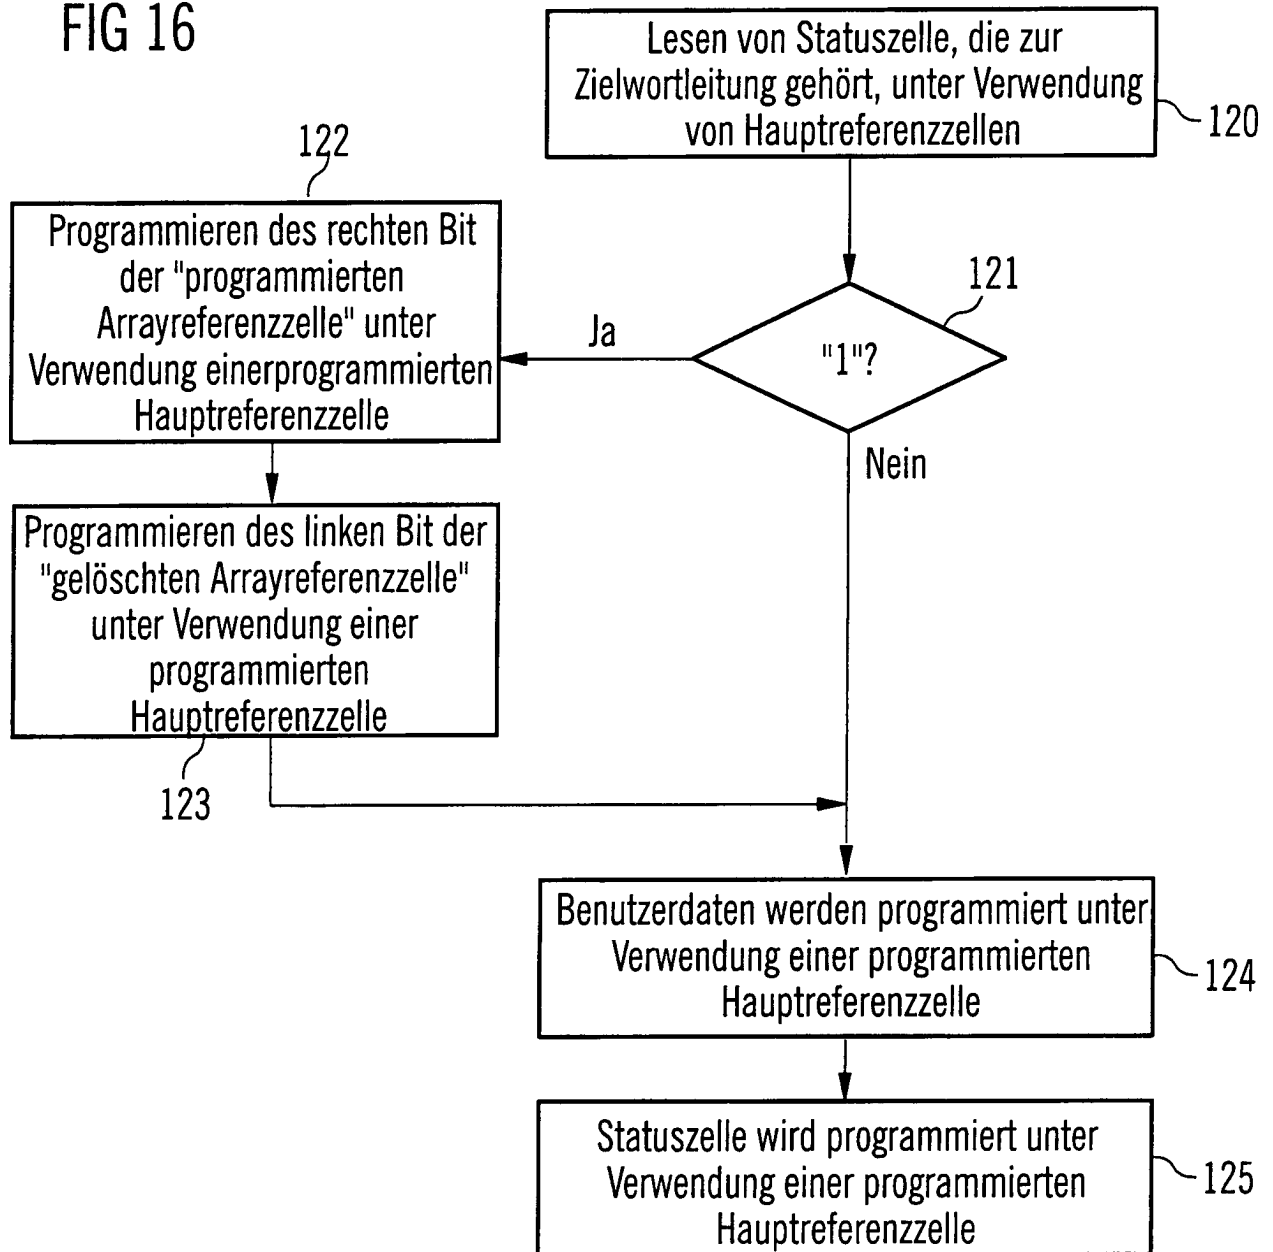 FIG 16
Lesen von Statuszelle, die zur
Zielwortleitung gehört, unter Verwendung
von Hauptreferenzzellen
120
121
"1"?
Ja
Nein
122
Programmieren des rechten Bit
der "programmierten
Arrayreferenzzelle" unter
Verwendung einerprogrammierten
Hauptreferenzzelle
Programmieren des linken Bit der
"gelöschten Arrayreferenzzelle"
unter Verwendung einer
programmierten
Hauptreferenzzelle
123
Benutzerdaten werden programmiert unter
Verwendung einer programmierten
Hauptreferenzzelle
124
Statuszelle wird programmiert unter
Verwendung einer programmierten
Hauptreferenzzelle
125